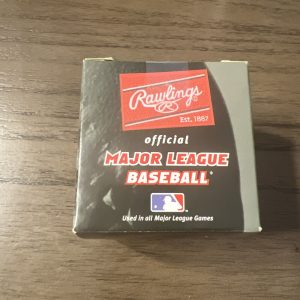 Rawlings
R
Est. 1887
official
MAJOR LEAGUE
BASEBALL®
Used in all Major League Games